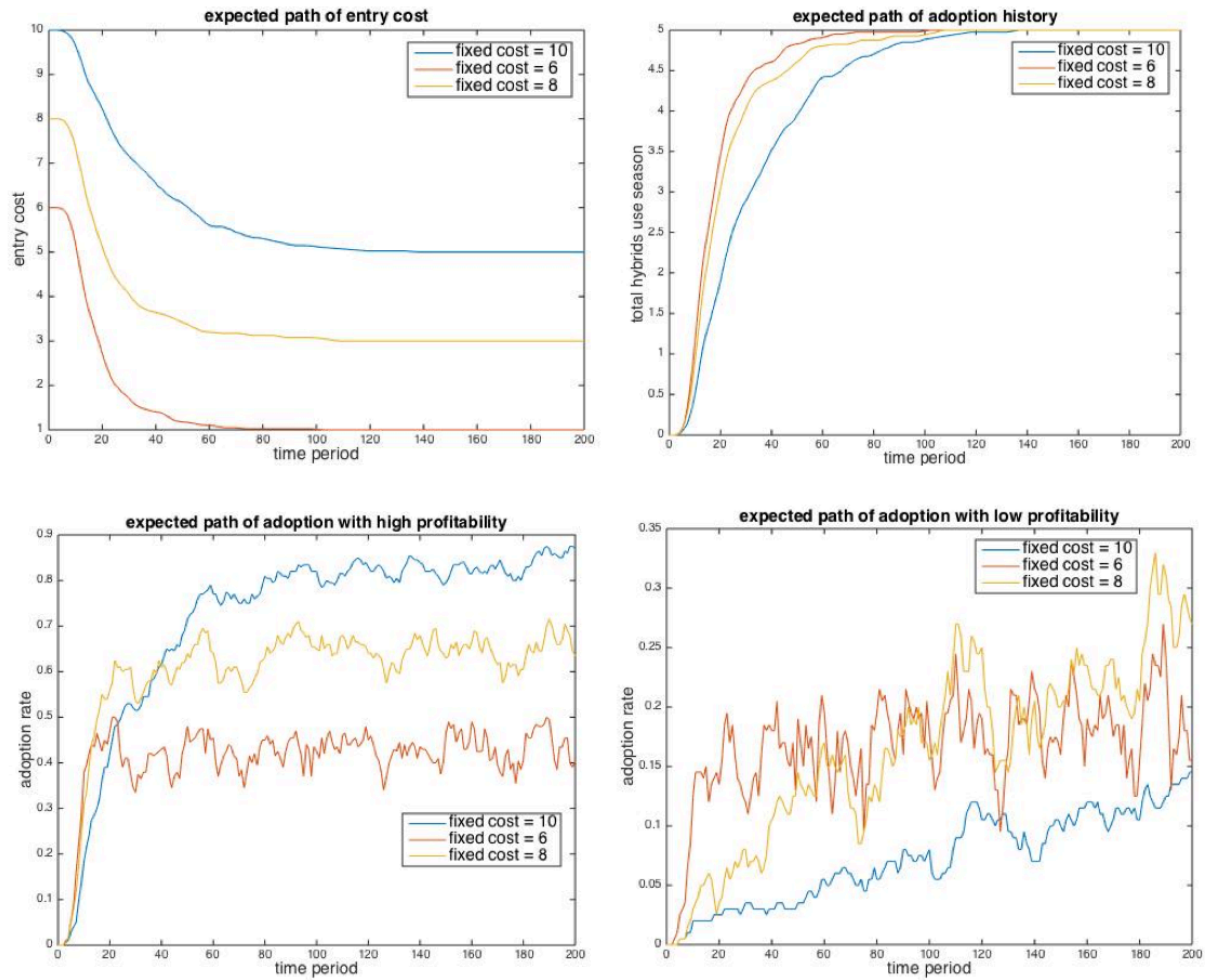 expected path of entry cost
10
9
8
7
6
5
4
3
2
1
entry cost
fixed cost = 10
fixed cost = 6
fixed cost = 8
0 20 40 60 80 100 120 140 160 180 200
time period
expected path of adoption history
5
4.5
4
3.5
3
2.5
2
1.5
1
0.5
0
total hybrids use season
fixed cost = 10
fixed cost = 6
fixed cost = 8
0 20 40 60 80 100 120 140 160 180 200
time period
expected path of adoption with high profitability
0.9
0.8
0.7
0.6
0.5
0.4
0.3
0.2
0.1
0
adoption rate
fixed cost = 10
fixed cost = 6
fixed cost = 8
0 20 40 60 80 100 120 140 160 180 200
time period
expected path of adoption with low profitability
0.35
0.3
0.25
0.2
0.15
0.1
0.05
0
adoption rate
fixed cost = 10
fixed cost = 6
fixed cost = 8
0 20 40 60 80 100 120 140 160 180 200
time period